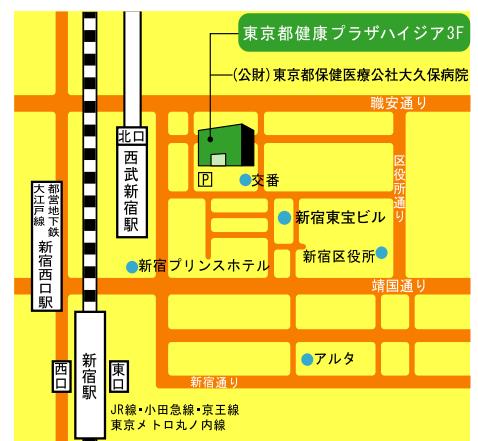 東京都健康プラザハイジア3F
(公財)東京都保健医療公社大久保病院
職安通り
北口
西武新宿駅
P
交番
区役所通り
都営地下鉄
大江戸線
新宿西口駅
新宿東宝ビル
新宿区役所
新宿プリンスホテル
靖国通り
新宿駅
西口
東口
アルタ
新宿通り
JR線・小田急線・京王線
東京メトロ丸ノ内線